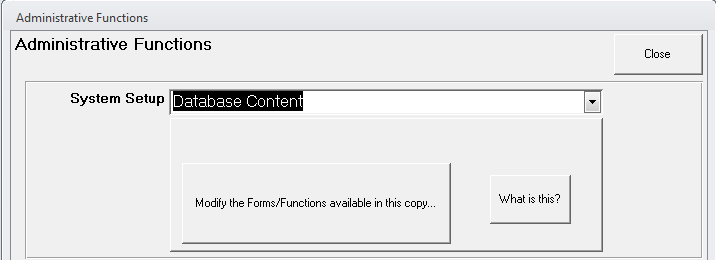 Administrative Functions
Administrative Functions
Close
System Setup
Database Content
Modify the Forms/Functions available in this copy...
What is this?